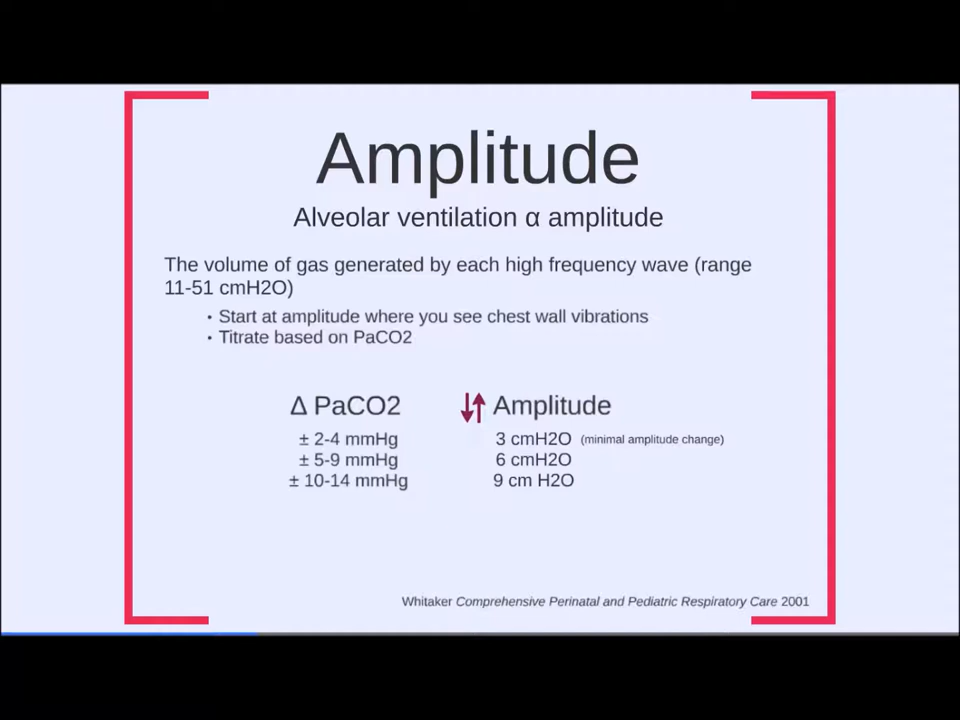 Amplitude
Alveolar ventilation α amplitude
The volume of gas generated by each high frequency wave (range
11-51 cmH2O)
• Start at amplitude where you see chest wall vibrations
• Titrate based on PaCO2
Δ PaCO2 Amplitude
± 2-4 mmHg 3 cmH2O (minimal amplitude change)
± 5-9 mmHg 6 cmH2O
± 10-14 mmHg 9 cm H2O
Whitaker Comprehensive Perinatal and Pediatric Respiratory Care 2001